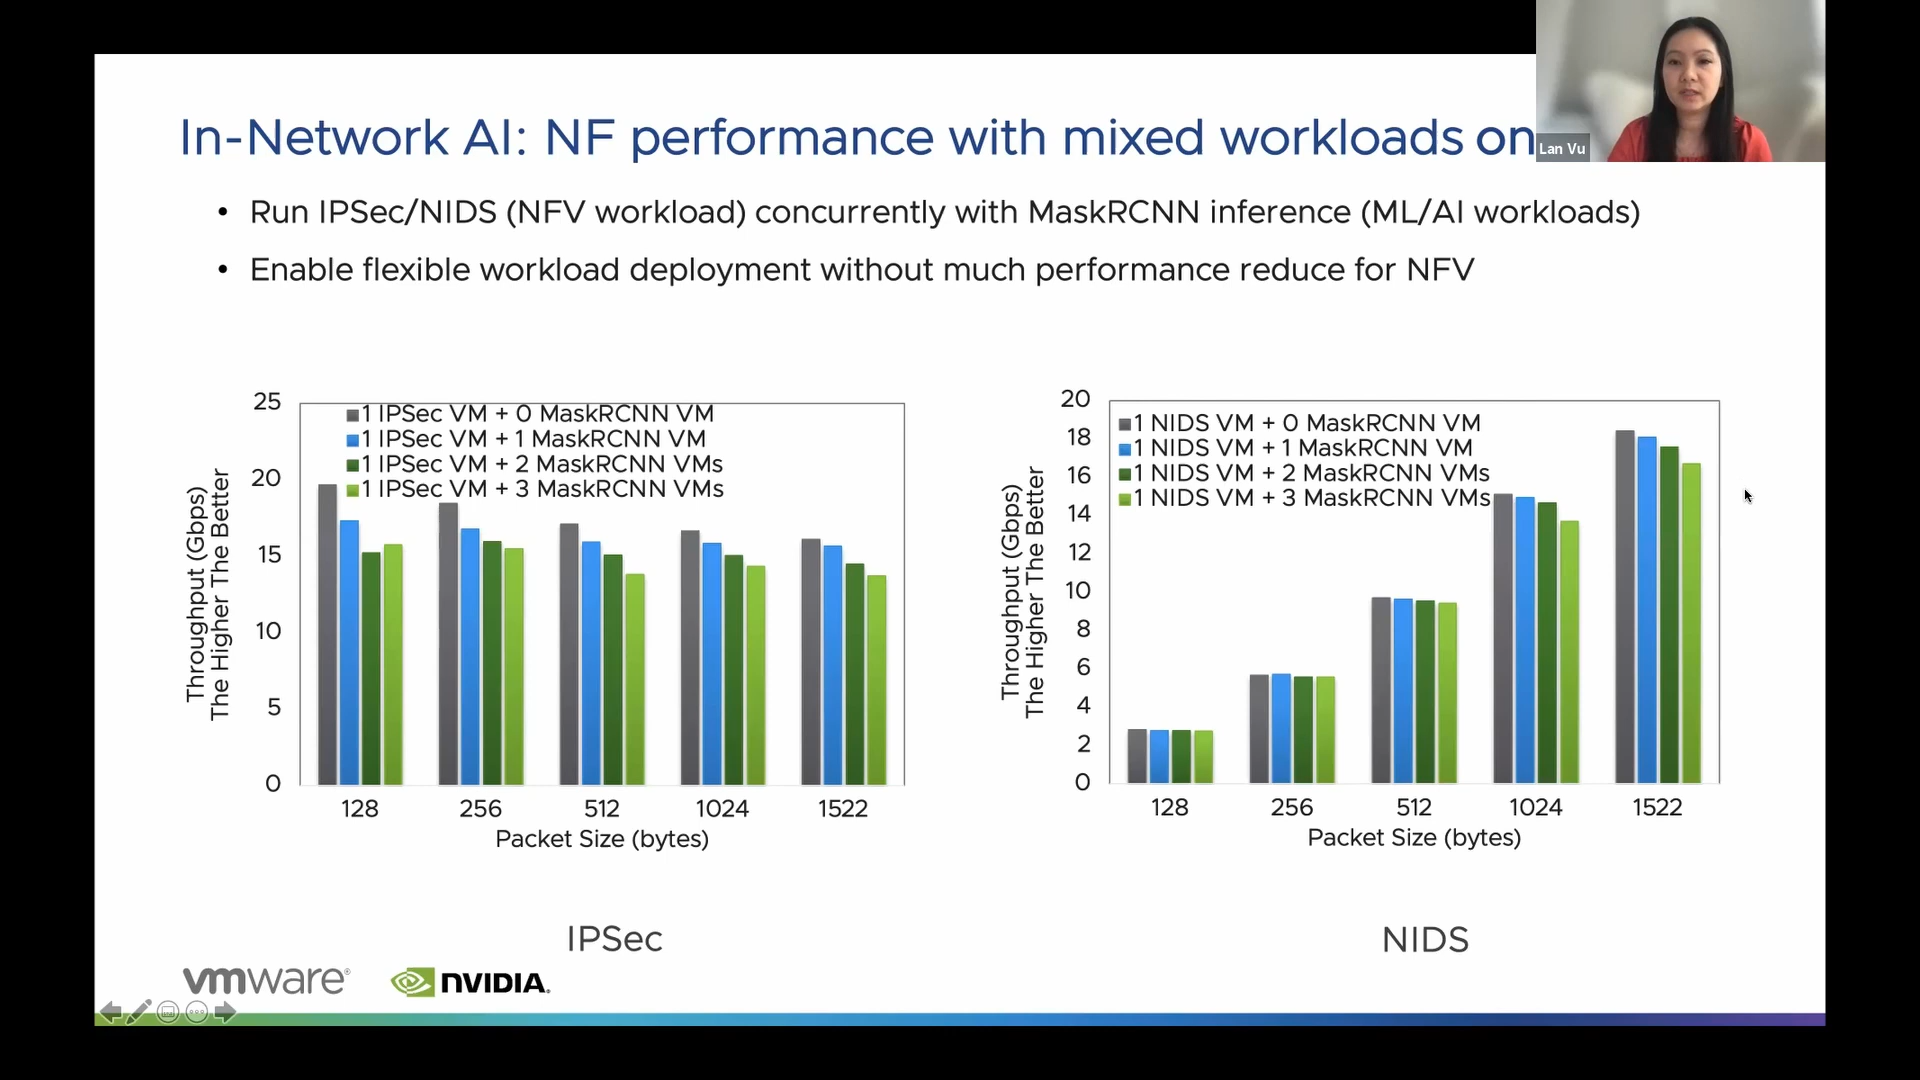 In-Network AI: NF performance with mixed workloads on
Lan Vu
• Run IPSec/NIDS (NFV workload) concurrently with MaskRCNN inference (ML/AI workloads)
• Enable flexible workload deployment without much performance reduce for NFV
Throughput (Gbps)
The Higher The Better
25
20
15
10
5
0
1 IPSec VM + 0 MaskRCNN VM
1 IPSec VM + 1 MaskRCNN VM
1 IPSec VM + 2 MaskRCNN VMs
1 IPSec VM + 3 MaskRCNN VMs
128 256 512 1024 1522
Packet Size (bytes)
IPSec
Throughput (Gbps)
The Higher The Better
20
18
16
14
12
10
8
6
4
2
0
1 NIDS VM + 0 MaskRCNN VM
1 NIDS VM + 1 MaskRCNN VM
1 NIDS VM + 2 MaskRCNN VMs
1 NIDS VM + 3 MaskRCNN VMs
128 256 512 1024 1522
Packet Size (bytes)
NIDS
vmware®
NVIDIA.